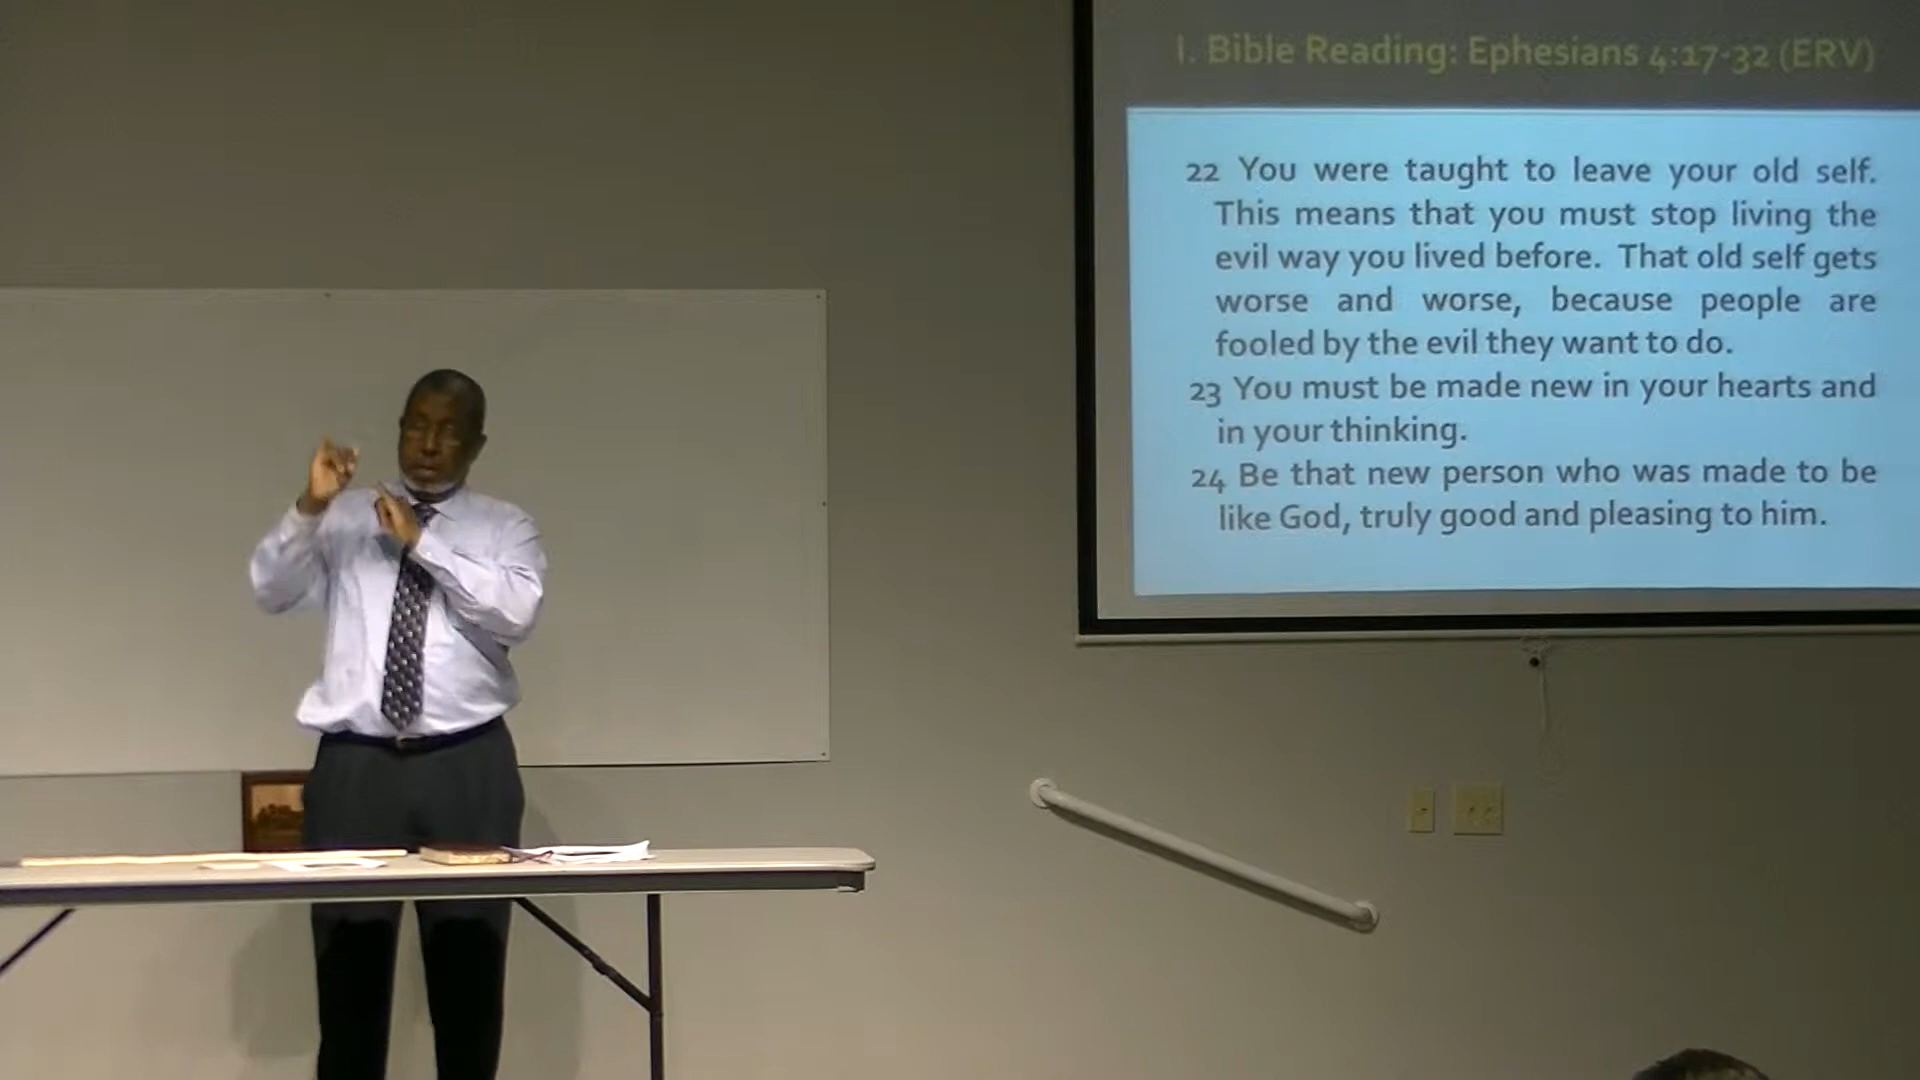 I. Bible Reading: Ephesians 4:17-32 (ERV)
22 You were taught to leave your old self.
This means that you must stop living the
evil way you lived before. That old self gets
worse and worse, because people are
fooled by the evil they want to do.
23 You must be made new in your hearts and
in your thinking.
24 Be that new person who was made to be
like God, truly good and pleasing to him.